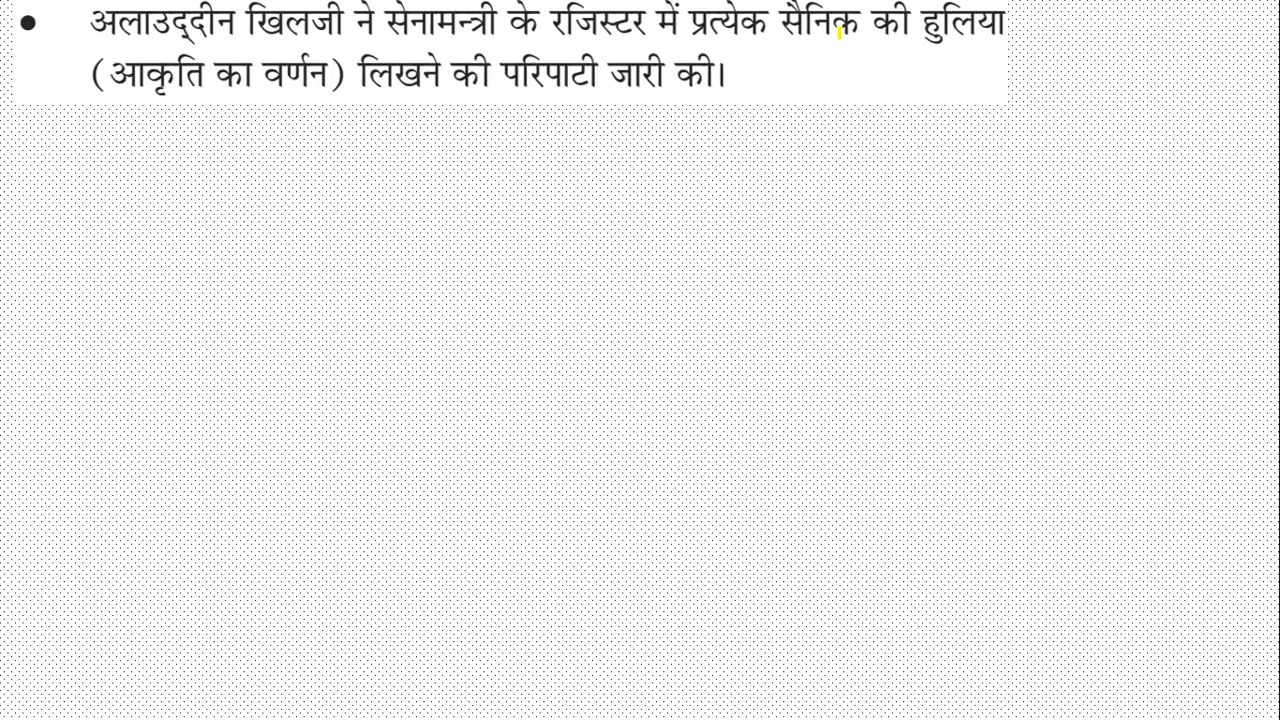 • अलाउद्दीन खिलजी ने सेनामन्त्री के रजिस्टर में प्रत्येक सैनिक की हुलिया
(आकृति का वर्णन) लिखने की परिपाटी जारी की।